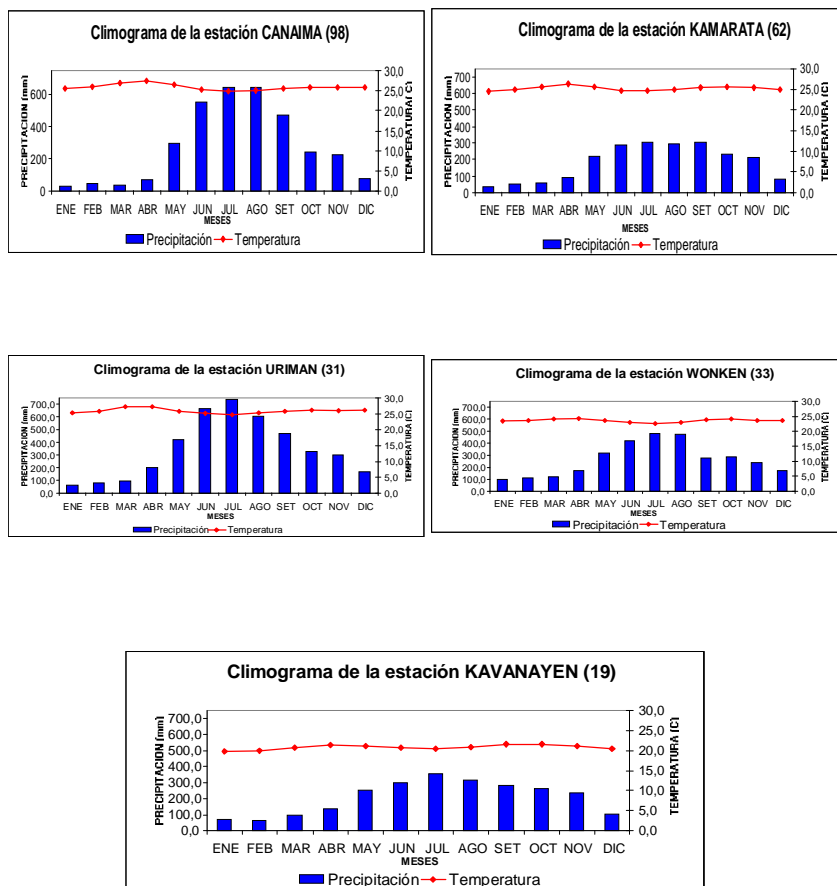 Climograma de la estación CANAIMA (98)
PRECIPITACION (mm)
600
400
200
0
30,0
25,0
20,0
15,0
10,0
5,0
0,0
TEMPERATURA (C)
ENE FEB MAR ABR MAY JUN JUL AGO SET OCT NOV DIC
MESES
Precipitación Temperatura
Climograma de la estación KAMARATA (62)
PRECIPITACION (mm)
700
600
500
400
300
200
100
0
30,0
25,0
20,0
15,0
10,0
5,0
0,0
TEMPERATURA (C)
ENE FEB MAR ABR MAY JUN JUL AGO SET OCT NOV DIC
MESES
Precipitación Temperatura
Climograma de la estación URIMAN (31)
PRECIPITACION (mm)
700.0
600.0
500.0
400.0
300.0
200.0
100.0
0,0
30,0
25,0
20,0
15,0
10,0
5,0
0,0
TEMPERATURA (C)
ENE FEB MAR ABR MAY JUN JUL AGO SET OCT NOV DIC
MESES
Precipitación Temperatura
Climograma de la estación WONKEN (33)
PRECIPITACION (mm)
700.0
600.0
500.0
400.0
300.0
200.0
100.0
0,0
30,0
25,0
20,0
15,0
10,0
5,0
0,0
TEMPERATURA (C)
ENE FEB MAR ABR MAY JUN JUL AGO SET OCT NOV DIC
MESES
Precipitación Temperatura
Climograma de la estación KAVANAYEN (19)
PRECIPITACION (mm)
700,0
600,0
500,0
400,0
300,0
200,0
100,0
0,0
30,0
25,0
20,0
15,0
10,0
5,0
0,0
TEMPERATURA (C)
ENE FEB MAR ABR MAY JUN JUL AGO SET OCT NOV DIC
MESES
Precipitación Temperatura